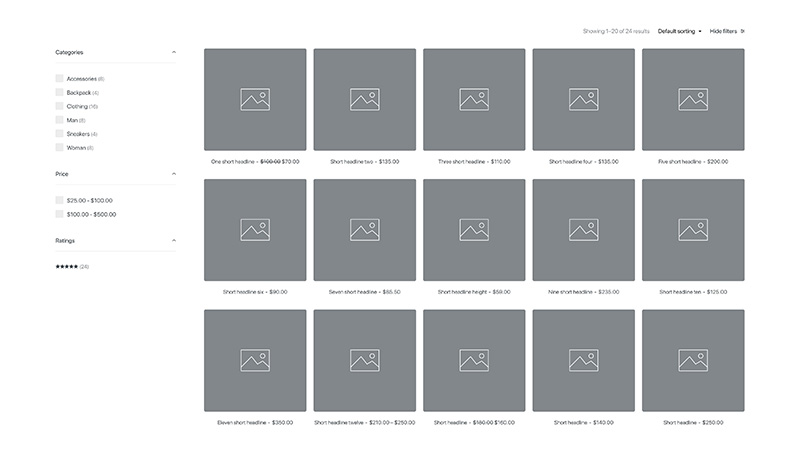 Showing 1–20 of 24 results Default sorting Hide filters
Categories
Accessories (8)
Backpack (4)
Clothing (16)
Man (8)
Sneakers (4)
Woman (8)
Price
$25.00 - $100.00
$100.00 - $500.00
Ratings
★★★★★ (24)
One short headline – $100.00 $70.00
Short headline two – $135.00
Three short headline – $110.00
Short headline four – $135.00
Five short headline – $200.00
Short headline six – $90.00
Seven short headline – $85.50
Short headline height – $59.00
Nine short headline – $235.00
Short headline ten – $125.00
Eleven short headline – $350.00
Short headline twelve – $210.00 – $250.00
Short headline – $180.00 $160.00
Short headline – $140.00
Short headline – $250.00